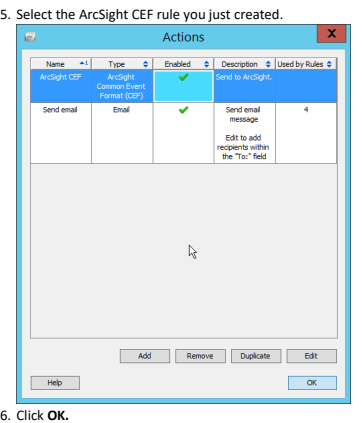 5. Select the ArcSight CEF rule you just created.
Actions
X
Name 1 Type Enabled Description Used by Rules
ArcSight CEF ArcSight Common Event Format (CEF) Send to ArcSight.
Send email Email Send email message 4
Edit to add recipients within the "To:" field
Add Remove Duplicate Edit
Help OK
6. Click OK.